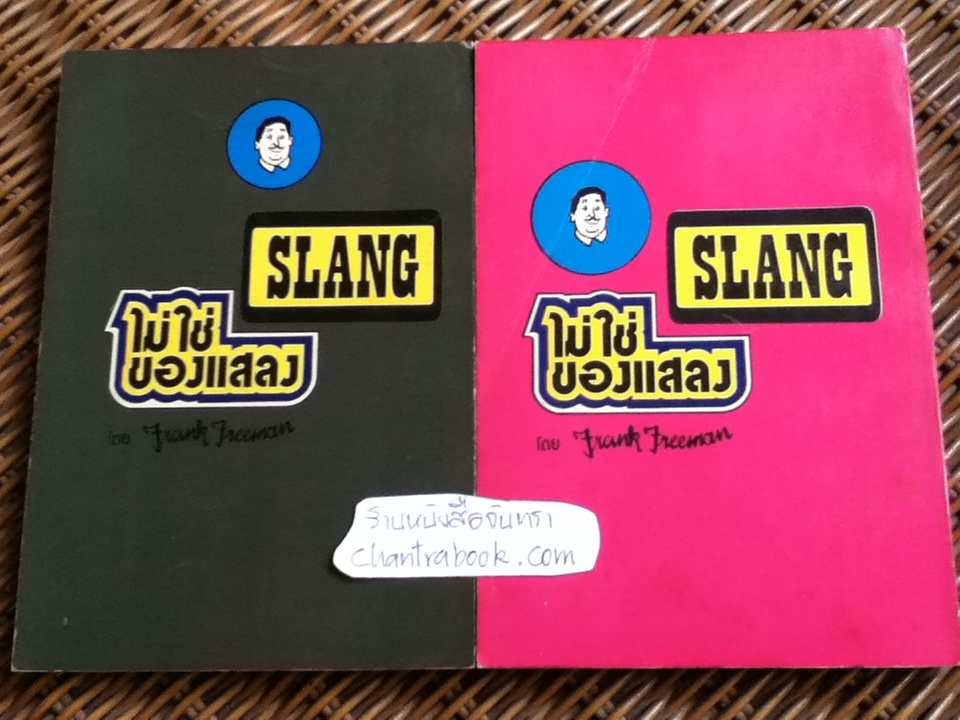 SLANG
ไม่ใช่
ของแสลง
โดย Frank Freeman
SLANG
ไม่ใช่
ของแสลง
โดย Frank Freeman
ร้านหนังสือจันทรา
chantrabook.com